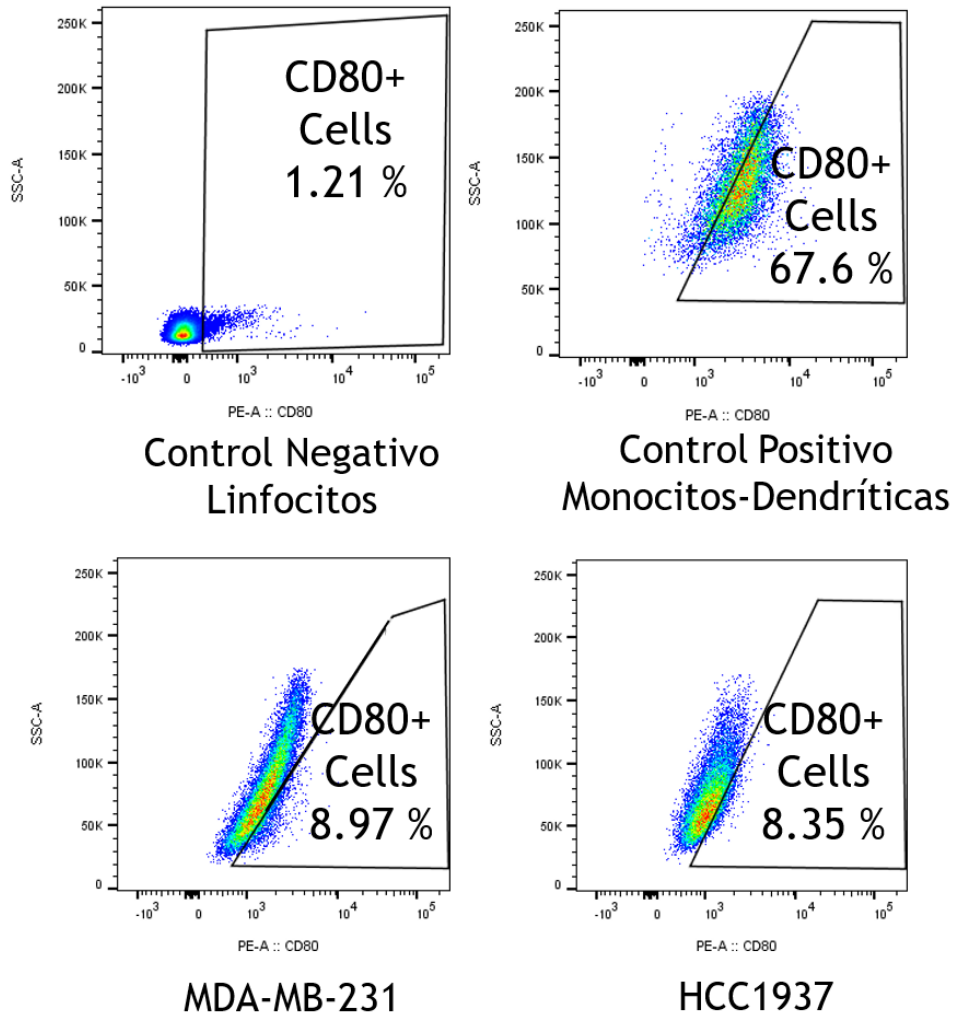 250K
200K
150K
100K
50K
0
SSC-A
CD80+
Cells
1.21 %
-10³ 0 10³ 10⁴ 10⁵
PE-A :: CD80
Control Negativo
Linfocitos
250K
200K
150K
100K
50K
0
SSC-A
CD80+
Cells
67.6 %
-10³ 0 10³ 10⁴ 10⁵
PE-A :: CD80
Control Positivo
Monocitos-Dendríticas
250K
200K
150K
100K
50K
0
SSC-A
CD80+
Cells
8.97 %
-10³ 0 10³ 10⁴ 10⁵
PE-A :: CD80
MDA-MB-231
250K
200K
150K
100K
50K
0
SSC-A
CD80+
Cells
8.35 %
-10³ 0 10³ 10⁴ 10⁵
PE-A :: CD80
HCC1937